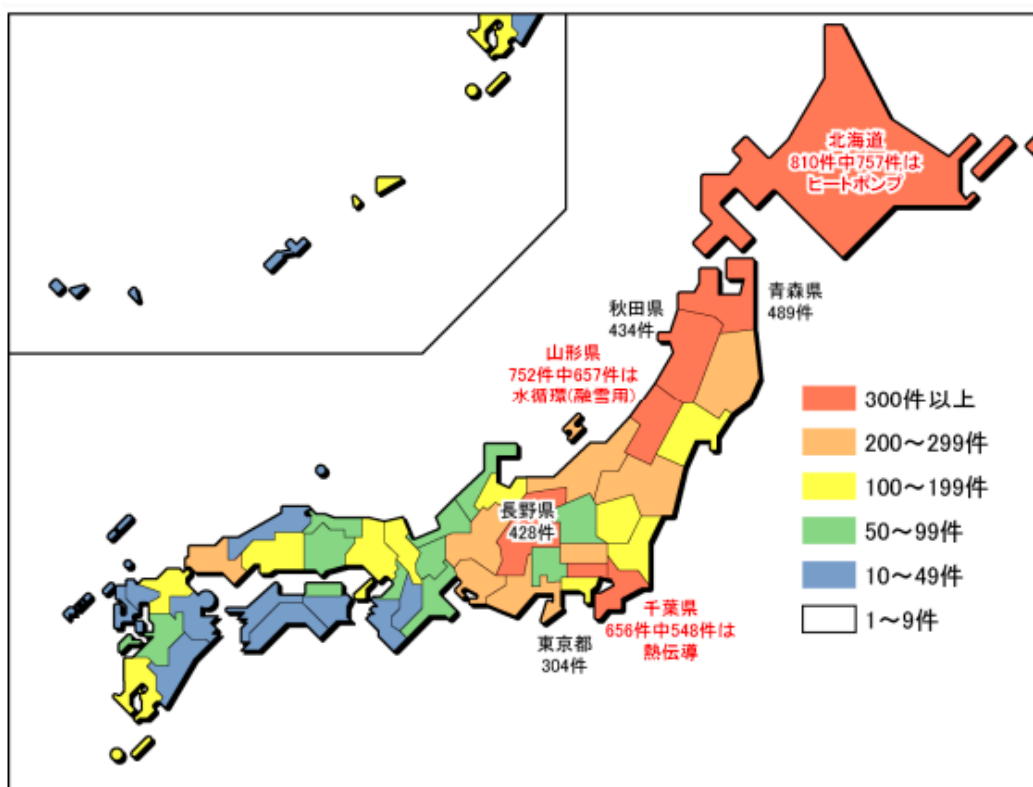 北海道
810件中757件は
ヒートポンプ
青森県
489件
秋田県
434件
山形県
752件中657件は
水循環(融雪用)
長野県
428件
千葉県
656件中548件は
熱伝導
東京都
304件
300件以上
200～299件
100～199件
50～99件
10～49件
1～9件